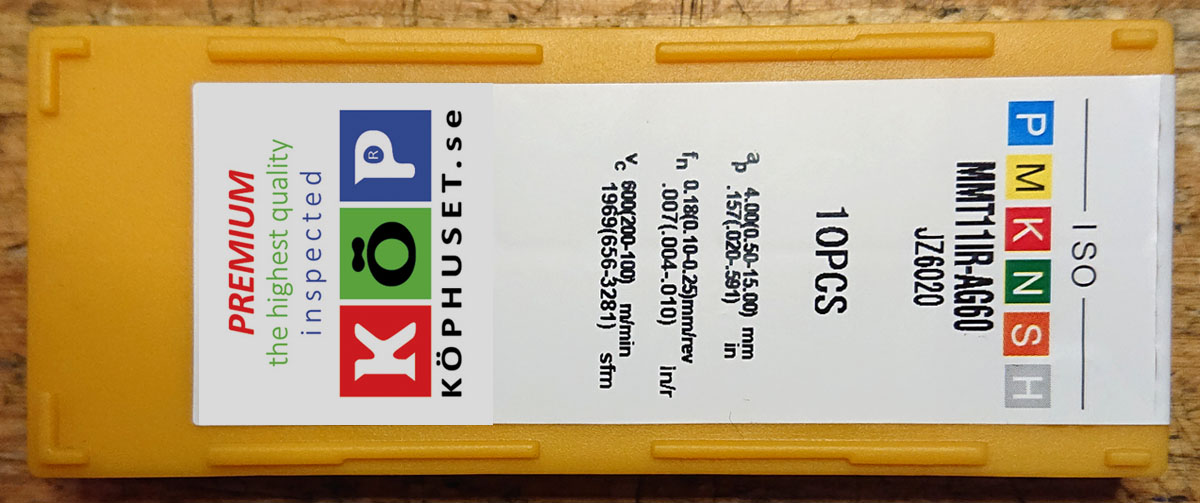 ISO
P M K N S H
MMT11IR-AG60
JZ6020
10PCS
ap 4.00(0.50-15.00) mm
.157(.020-.591) in
fn 0.18(0.10-0.25)mm/rev
.007(.004-.010) in/r
vc 600(200-100) m/min
1969(656-3281) sfm
PREMIUM
the highest quality
inspected
KÖP®
KÖPHUSET.se